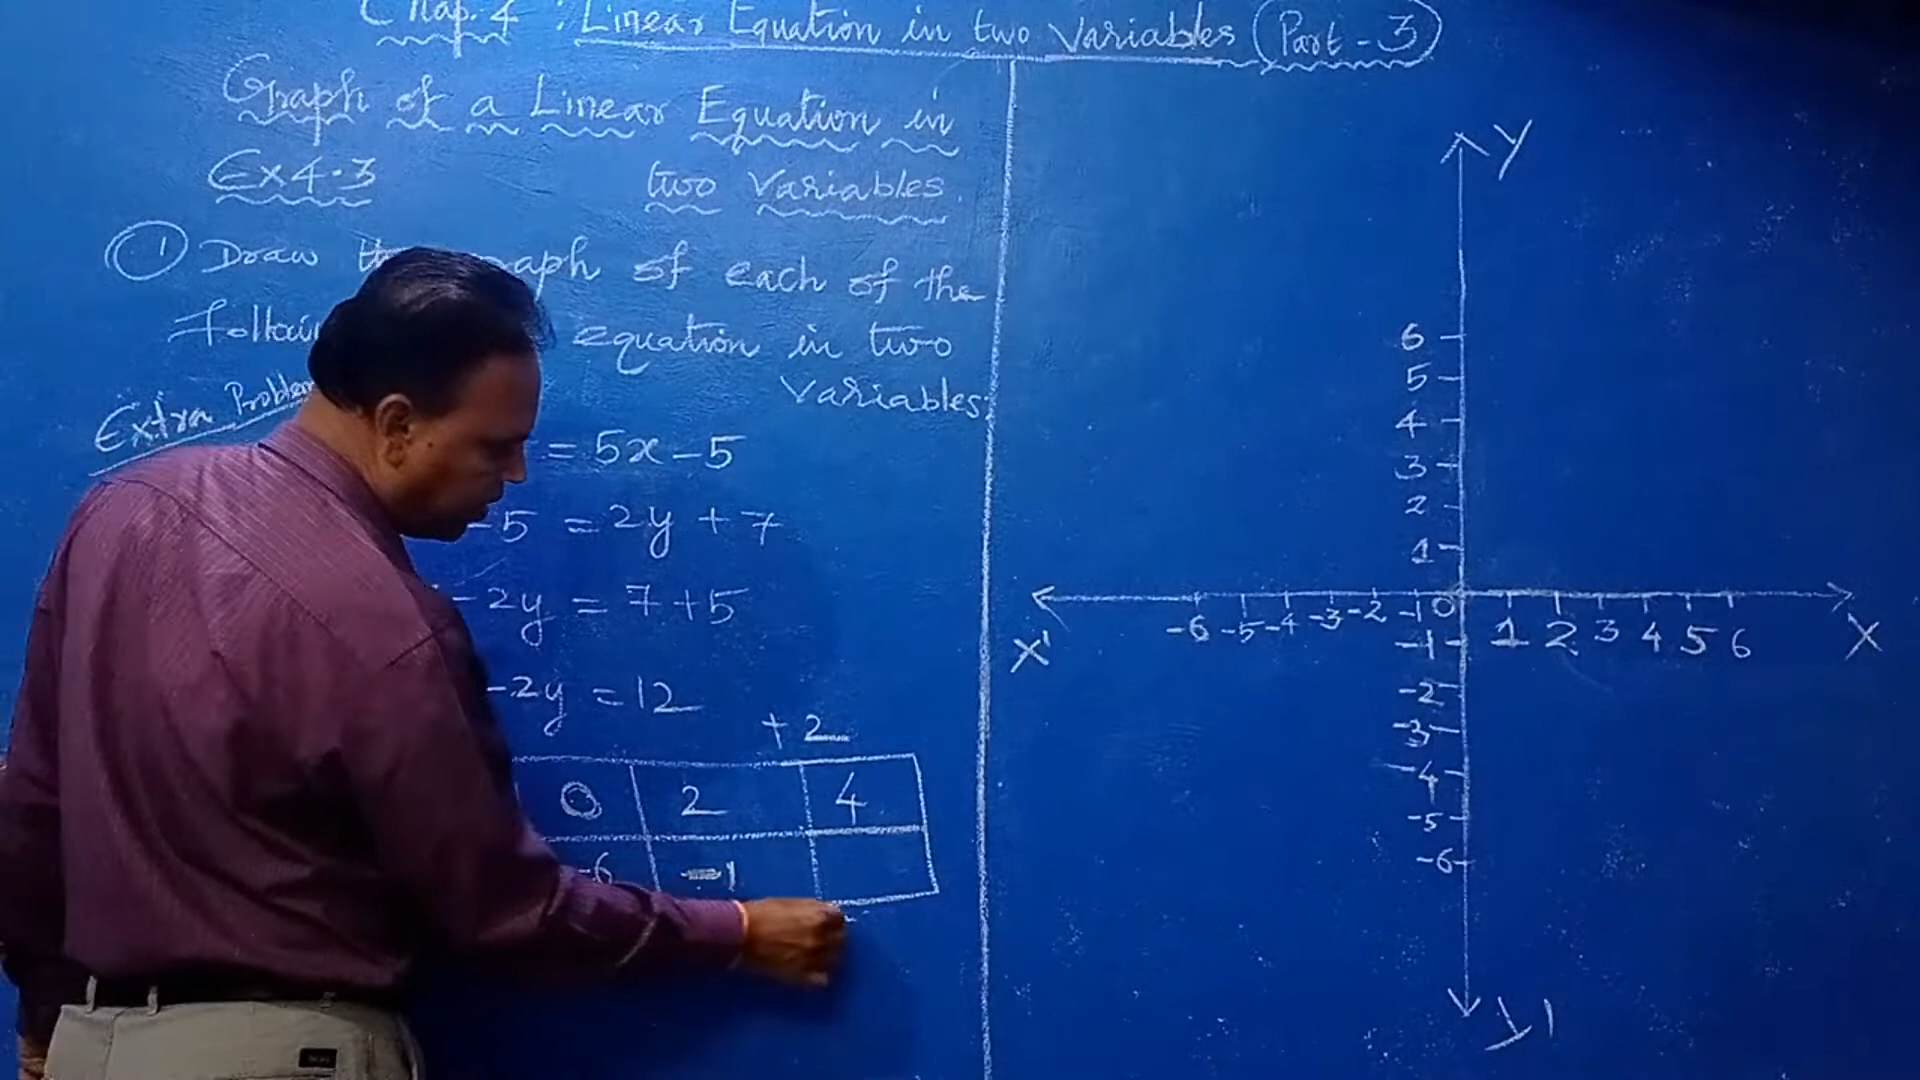 Chap. 4 : Linear Equation in two Variables (Part - 3)
Graph of a Linear Equation in
Ex 4.3 two Variables.
① Draw graph of each of the
equation in two
Variables:
Extra Problem
= 5x - 5
-5 = 2y + 7
-2y = 7 + 5
-2y = 12
+2
0 2 4
-6 -1
Y
6
5
4
3
2
1
-6 -5 -4 -3 -2 -1 0 1 2 3 4 5 6
X' X
-1
-2
-3
-4
-5
-6
Y'